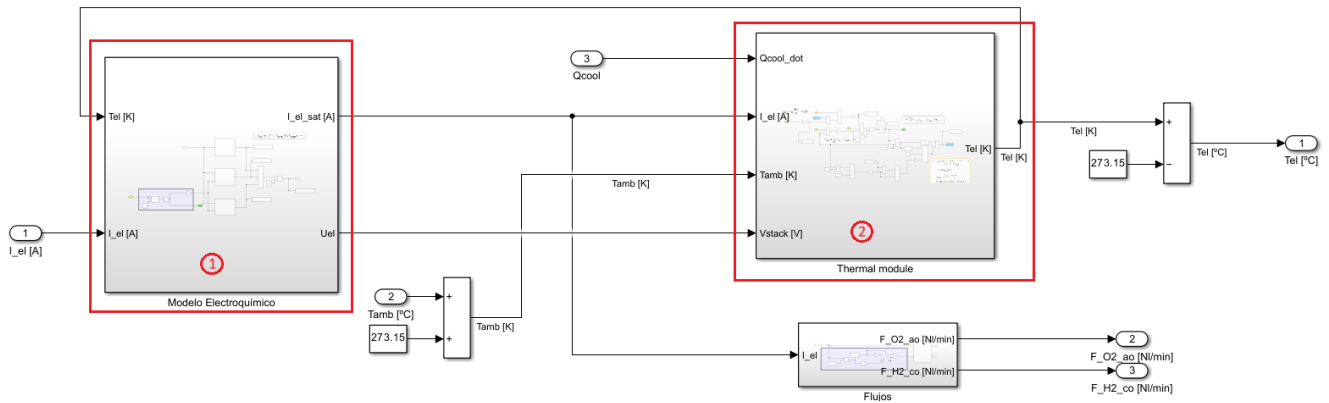 3
Qcool
Qcool_dot
Tel [K]
I_el_sat [A]
I_el [A]
Tel [K]
Tel [K]
Tel [K]
+
−
273.15
Tel [ºC]
1
Tel [ºC]
Tamb [K]
Tamb [K]
1
I_el [A]
I_el [A]
Uel
Vstack [V]
1
2
Modelo Electroquímico
Thermal module
2
Tamb [ºC]
273.15
+
+
Tamb [K]
I_el
F_O2_ao [Nl/min]
F_H2_co [Nl/min]
Flujos
2
F_O2_ao [Nl/min]
3
F_H2_co [Nl/min]